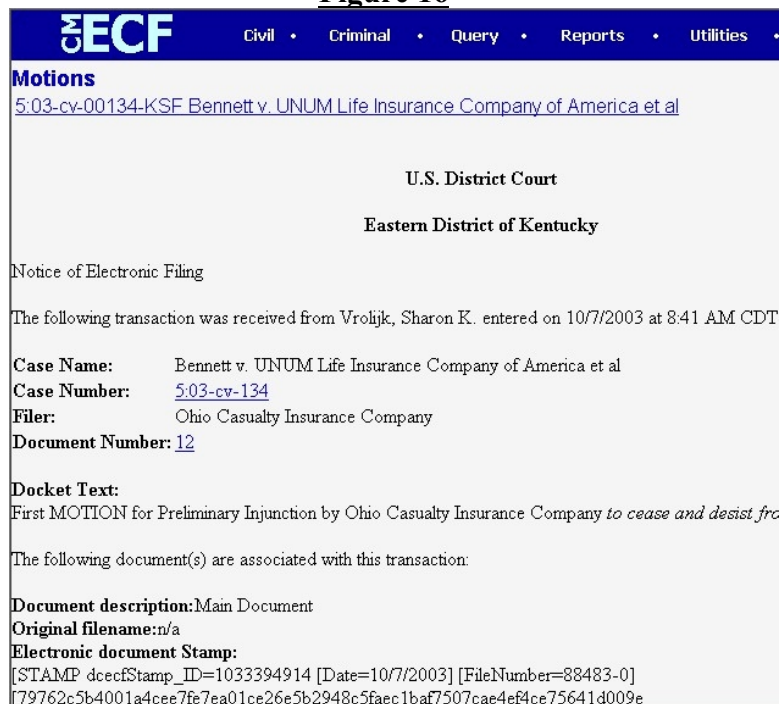 Figure 10
CM ECF Civil • Criminal • Query • Reports • Utilities •
Motions
5:03-cv-00134-KSF Bennett v. UNUM Life Insurance Company of America et al
U.S. District Court
Eastern District of Kentucky
Notice of Electronic Filing
The following transaction was received from Vrolijk, Sharon K. entered on 10/7/2003 at 8:41 AM CDT
Case Name: Bennett v. UNUM Life Insurance Company of America et al
Case Number: 5:03-cv-134
Filer: Ohio Casualty Insurance Company
Document Number: 12
Docket Text:
First MOTION for Preliminary Injunction by Ohio Casualty Insurance Company to cease and desist
The following document(s) are associated with this transaction:
Document description:Main Document
Original filename:n/a
Electronic document Stamp:
[STAMP dcecfStamp_ID=1033394914 [Date=10/7/2003] [FileNumber=88483-0]
[79762c5b4001a4cee7fe7ea01ce26e5b2948c5faec1baf7507cae4ef4ce75641d009e